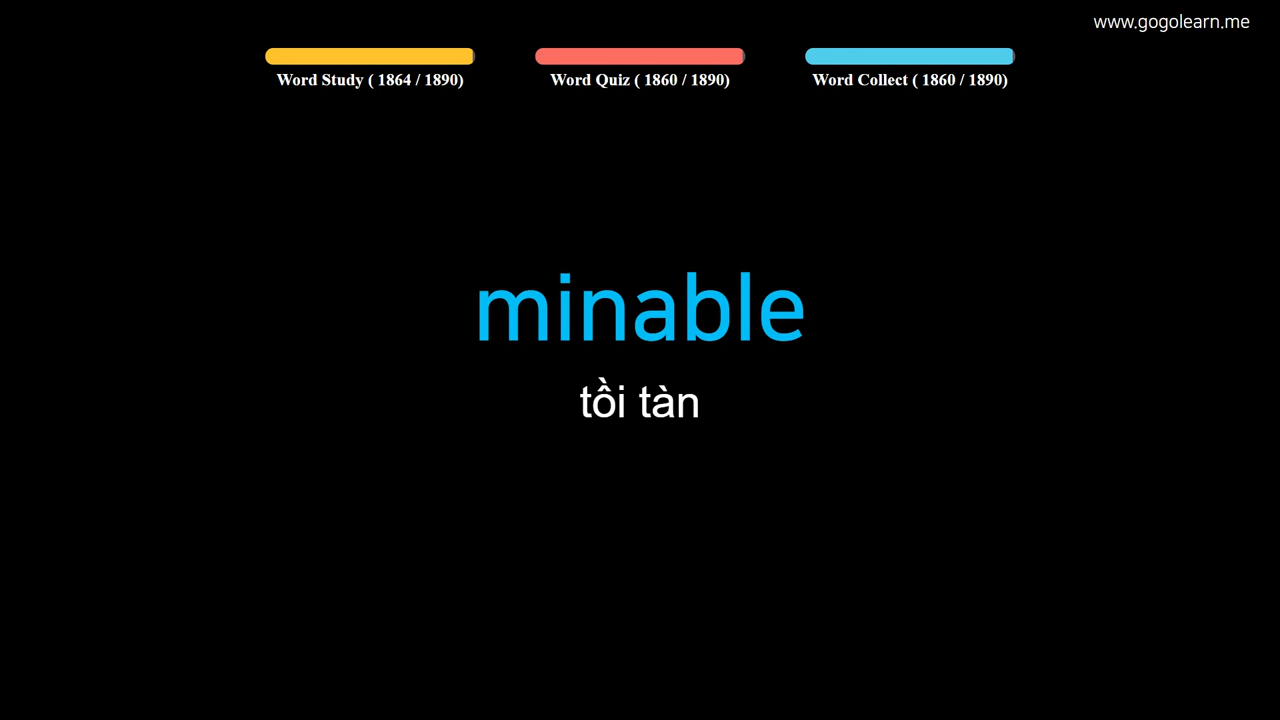 www.gogolearn.me
Word Study ( 1864 / 1890)
Word Quiz ( 1860 / 1890)
Word Collect ( 1860 / 1890)
minable
tồi tàn